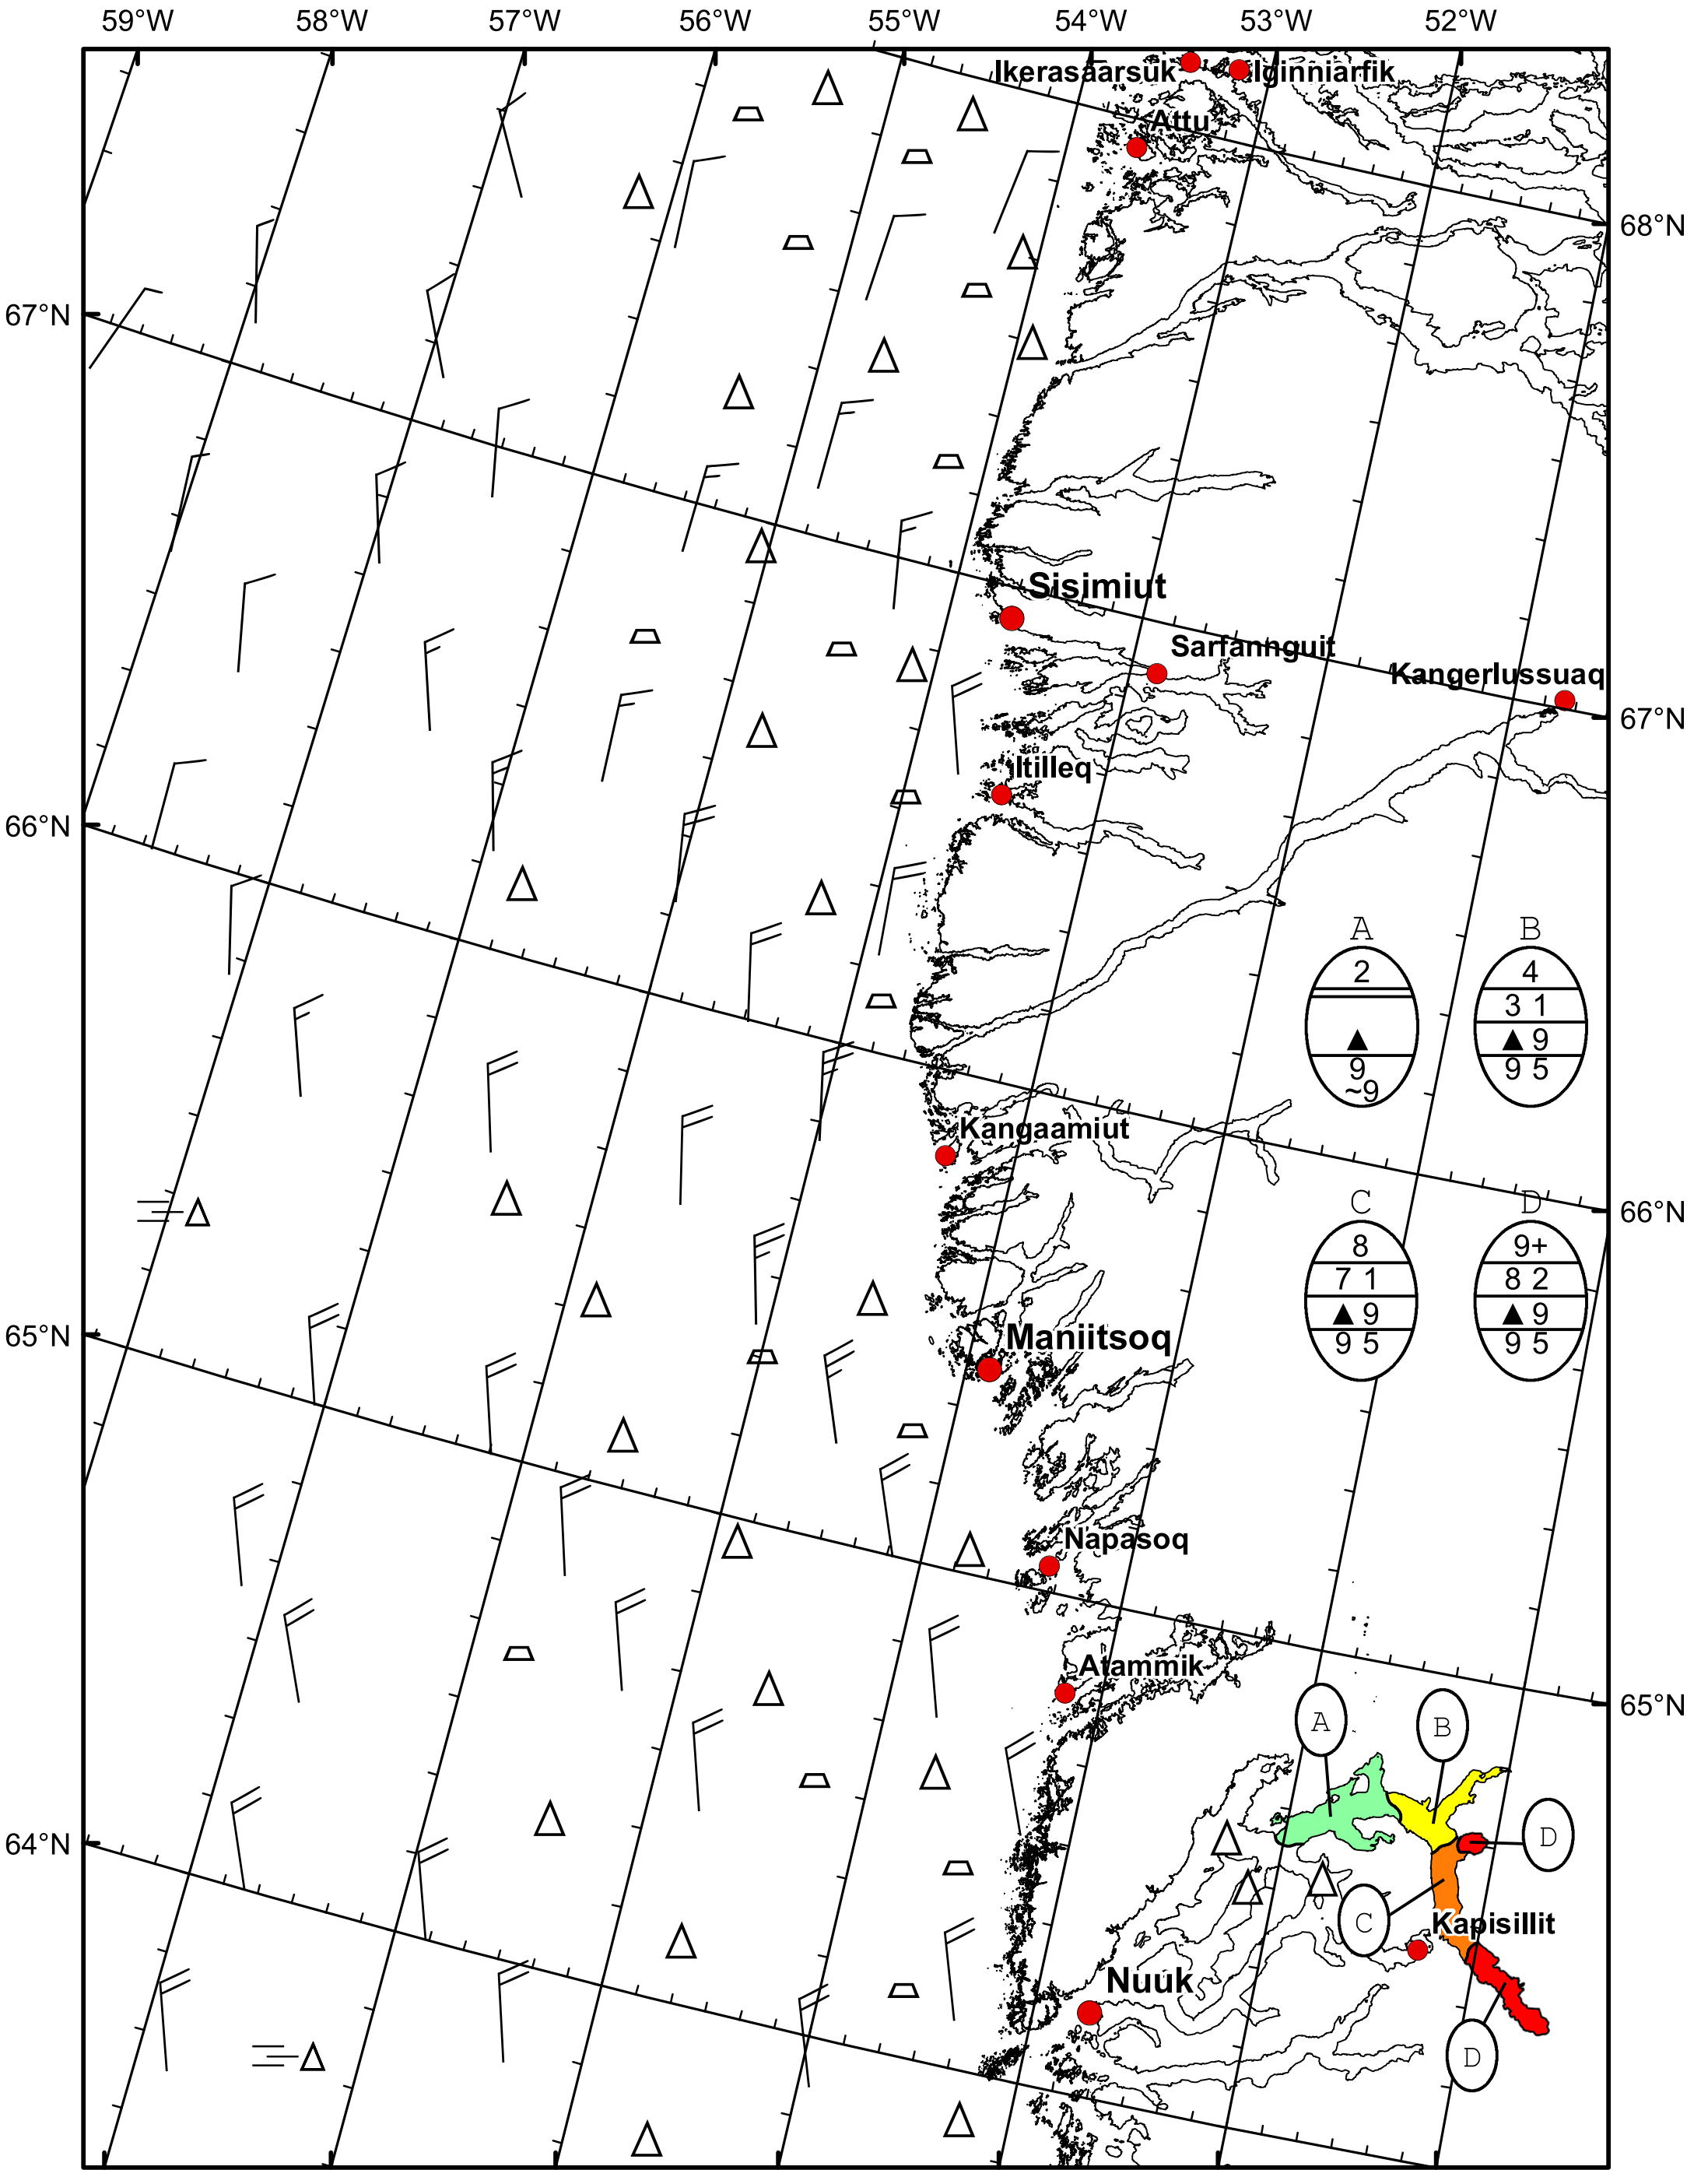 59°W 58°W 57°W 56°W 55°W 54°W 53°W 52°W
Ikerasaarsuk Iginniarfik
Attu
68°N
67°N
Sisimiut
Sarfannguit
Kangerlussuaq
67°N
Itilleq
66°N
A B
2 4
3 1
▲ ▲ 9
9 9 5
~9
Kangaamiut
C D
66°N
8 9+
7 1 8 2
▲ 9 ▲ 9
9 5 9 5
65°N
Maniitsoq
Napasoq
Atammik
65°N
A B
D
64°N
C
Kapisillit
Nuuk
D